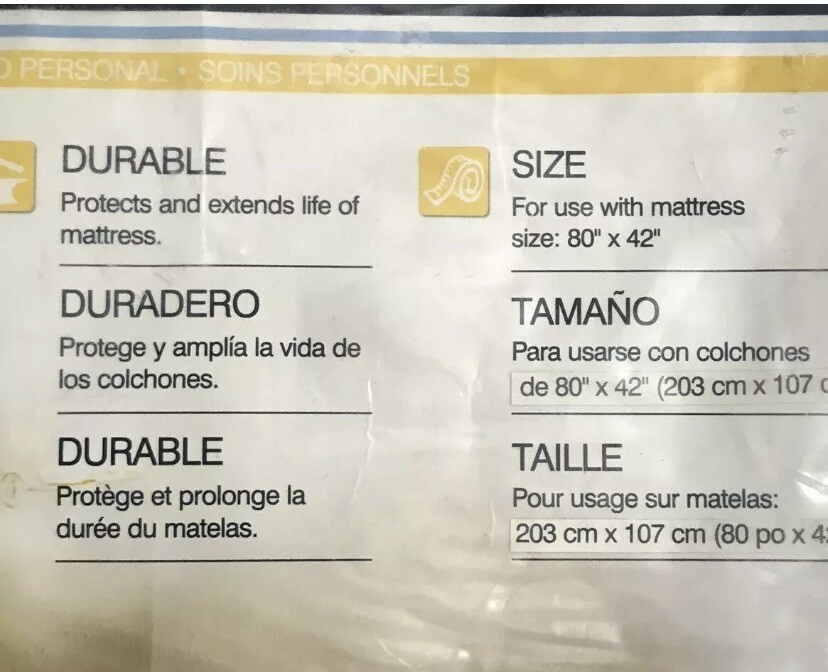 PERSONAL • SOINS PERSONNELS
DURABLE
Protects and extends life of
mattress.
DURADERO
Protege y amplía la vida de
los colchones.
DURABLE
Protège et prolonge la
durée du matelas.
SIZE
For use with mattress
size: 80" x 42"
TAMAÑO
Para usarse con colchones
de 80" x 42" (203 cm x 107
TAILLE
Pour usage sur matelas:
203 cm x 107 cm (80 po x